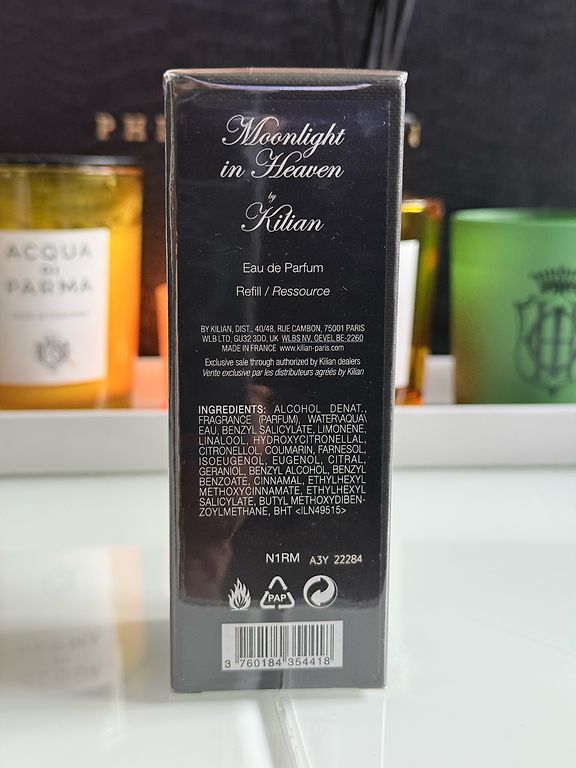 PH
Moonlight
in Heaven
by
Kilian
Eau de Parfum
Refill / Ressource
BY KILIAN, DIST. 40/48, RUE CAMBON, 75001 PARIS
WLB LTD, GU32 3DD, UK WLBS NV, OEVEL BE-2260
MADE IN FRANCE www.kilian-paris.com
Exclusive sale through authorized by Kilian dealers
Vente exclusive par les distributeurs agréés by Kilian
INGREDIENTS: ALCOHOL DENAT.,
FRAGRANCE (PARFUM), WATER\AQUA\
EAU, BENZYL SALICYLATE, LIMONENE,
LINALOOL, HYDROXYCITRONELLAL,
CITRONELLOL, COUMARIN, FARNESOL,
ISOEUGENOL, EUGENOL, CITRAL,
GERANIOL, BENZYL ALCOHOL, BENZYL
BENZOATE, CINNAMAL, ETHYLHEXYL
METHOXYCINNAMATE, ETHYLHEXYL
SALICYLATE, BUTYL METHOXYDIBEN-
ZOYLMETHANE, BHT <ILN49515>
N1RM A3Y 22284
PAP
3 760184 354418
ACQUA
DI
PARMA